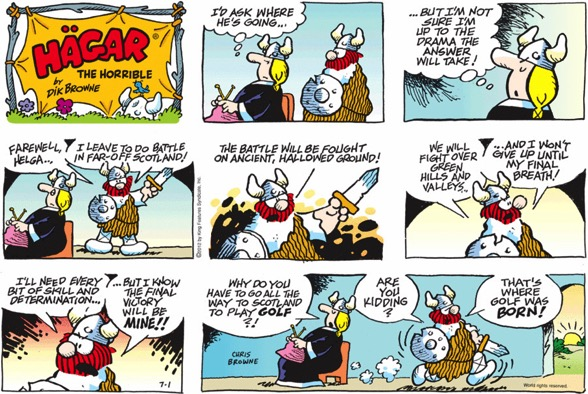 HÄGAR®
THE HORRIBLE
by
DIK BROWNE
I'D ASK WHERE
HE'S GOING...
...BUT I'M NOT
SURE I'M
UP TO THE
DRAMA THE
ANSWER
WILL TAKE!
FAREWELL,
HELGA...
I LEAVE TO DO BATTLE
IN FAR-OFF SCOTLAND!
©2012 by King Features Syndicate, Inc.
THE BATTLE WILL BE FOUGHT
ON ANCIENT, HALLOWED GROUND!
WE WILL
FIGHT OVER
GREEN
HILLS AND
VALLEYS...
...AND I WON'T
GIVE UP UNTIL
MY FINAL
BREATH!
I'LL NEED EVERY
BIT OF SKILL AND
DETERMINATION...
...BUT I KNOW
THE FINAL
VICTORY
WILL BE
MINE!!
7-1
WHY DO YOU
HAVE TO GO ALL THE
WAY TO SCOTLAND
TO PLAY GOLF
?!
CHRIS
BROWNE
ARE
YOU
KIDDING
?
THAT'S
WHERE
GOLF WAS
BORN!
World rights reserved.